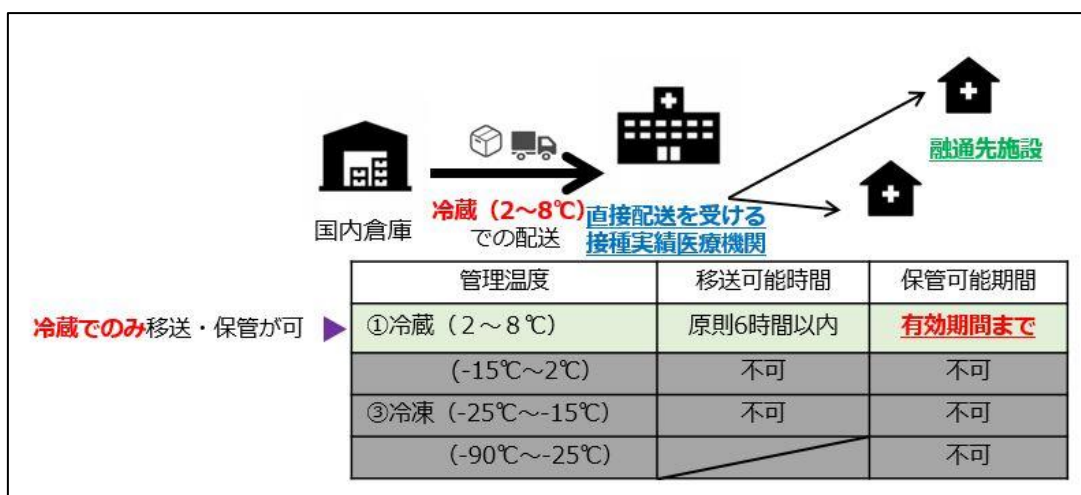 融通先施設
国内倉庫
冷蔵（2～8℃）
での配送
直接配送を受ける
接種実績医療機関
冷蔵でのみ移送・保管が可
管理温度 移送可能時間 保管可能期間
①冷蔵（２～８℃） 原則6時間以内 有効期間まで
(-15℃～2℃) 不可 不可
③冷凍（-25℃～-15℃） 不可 不可
(-90℃～-25℃) 不可